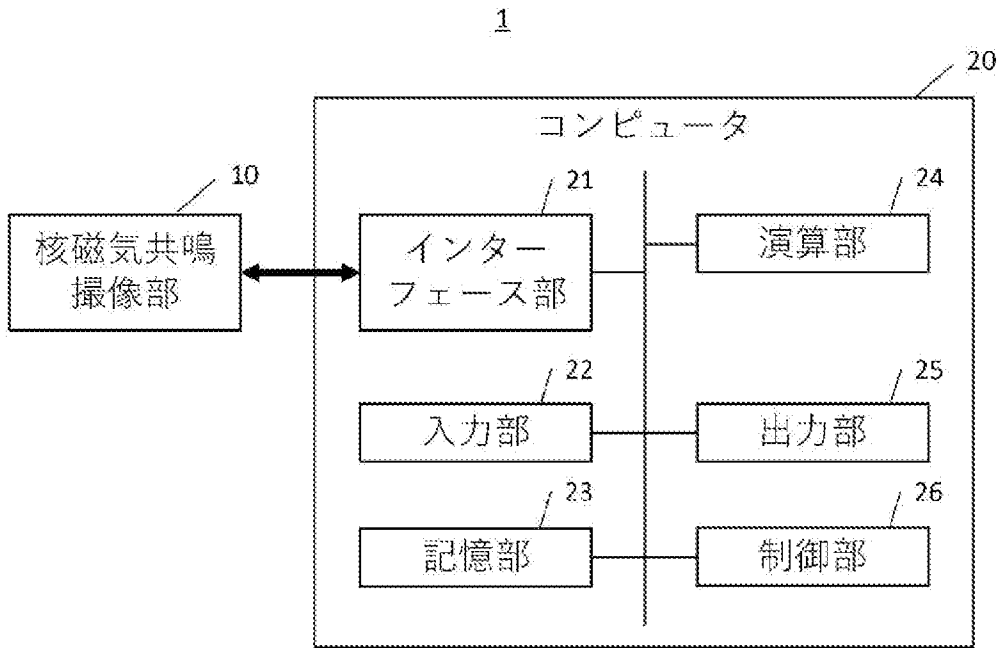 1
20
コンピュータ
10
核磁気共鳴
撮像部
21
インター
フェース部
24
演算部
22
入力部
25
出力部
23
記憶部
26
制御部